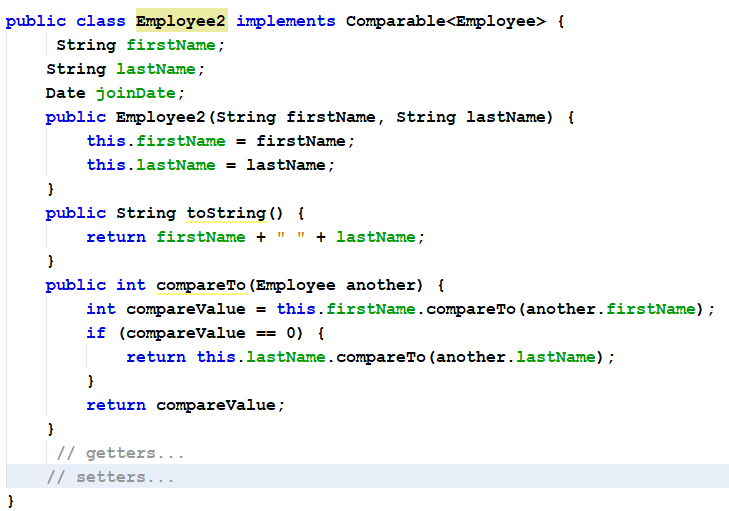 public class Employee2 implements Comparable<Employee> {
     String firstName;
    String lastName;
    Date joinDate;
    public Employee2(String firstName, String lastName) {
        this.firstName = firstName;
        this.lastName = lastName;
    }
    public String toString() {
        return firstName + " " + lastName;
    }
    public int compareTo(Employee another) {
        int compareValue = this.firstName.compareTo(another.firstName);
        if (compareValue == 0) {
            return this.lastName.compareTo(another.lastName);
        }
        return compareValue;
    }
     // getters...
    // setters...
}